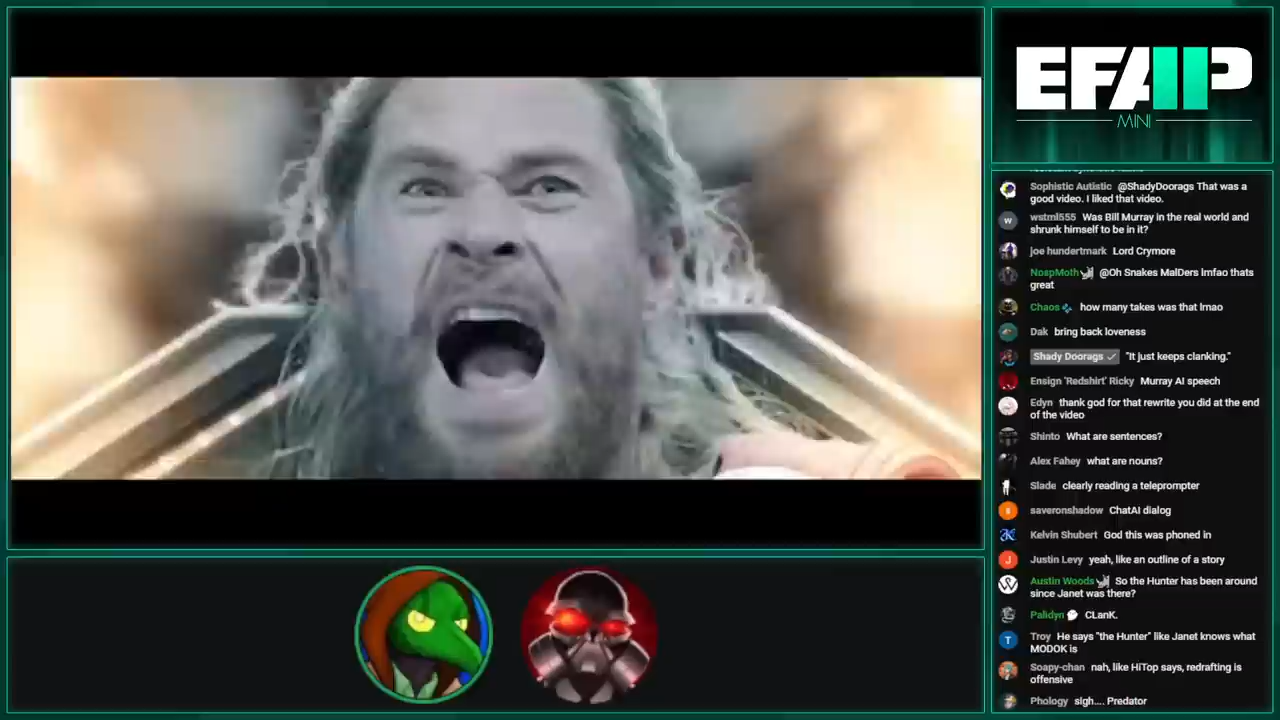 EFAP
MINI
Sophistic Autistic @ShadyDoorags That was a
good video. I liked that video.
wstml555 Was Bill Murray in the real world and
shrunk himself to be in it?
joe hundertmark Lord Crymore
NospMoth @Oh Snakes MalDers lmfao thats
great
Chaos how many takes was that lmao
Dak bring back loveness
Shady Doorags "It just keeps clanking."
Ensign 'Redshirt' Ricky Murray AI speech
Edyn thank god for that rewrite you did at the end
of the video
Shinto What are sentences?
Alex Fahey what are nouns?
Slade clearly reading a teleprompter
saveronshadow ChatAI dialog
Kelvin Shubert God this was phoned in
Justin Levy yeah, like an outline of a story
Austin Woods So the Hunter has been around
since Janet was there?
Palidyn CLanK.
Troy He says "the Hunter" like Janet knows what
MODOK is
Soapy-chan nah, like HiTop says, redrafting is
offensive
Phology sigh.... Predator